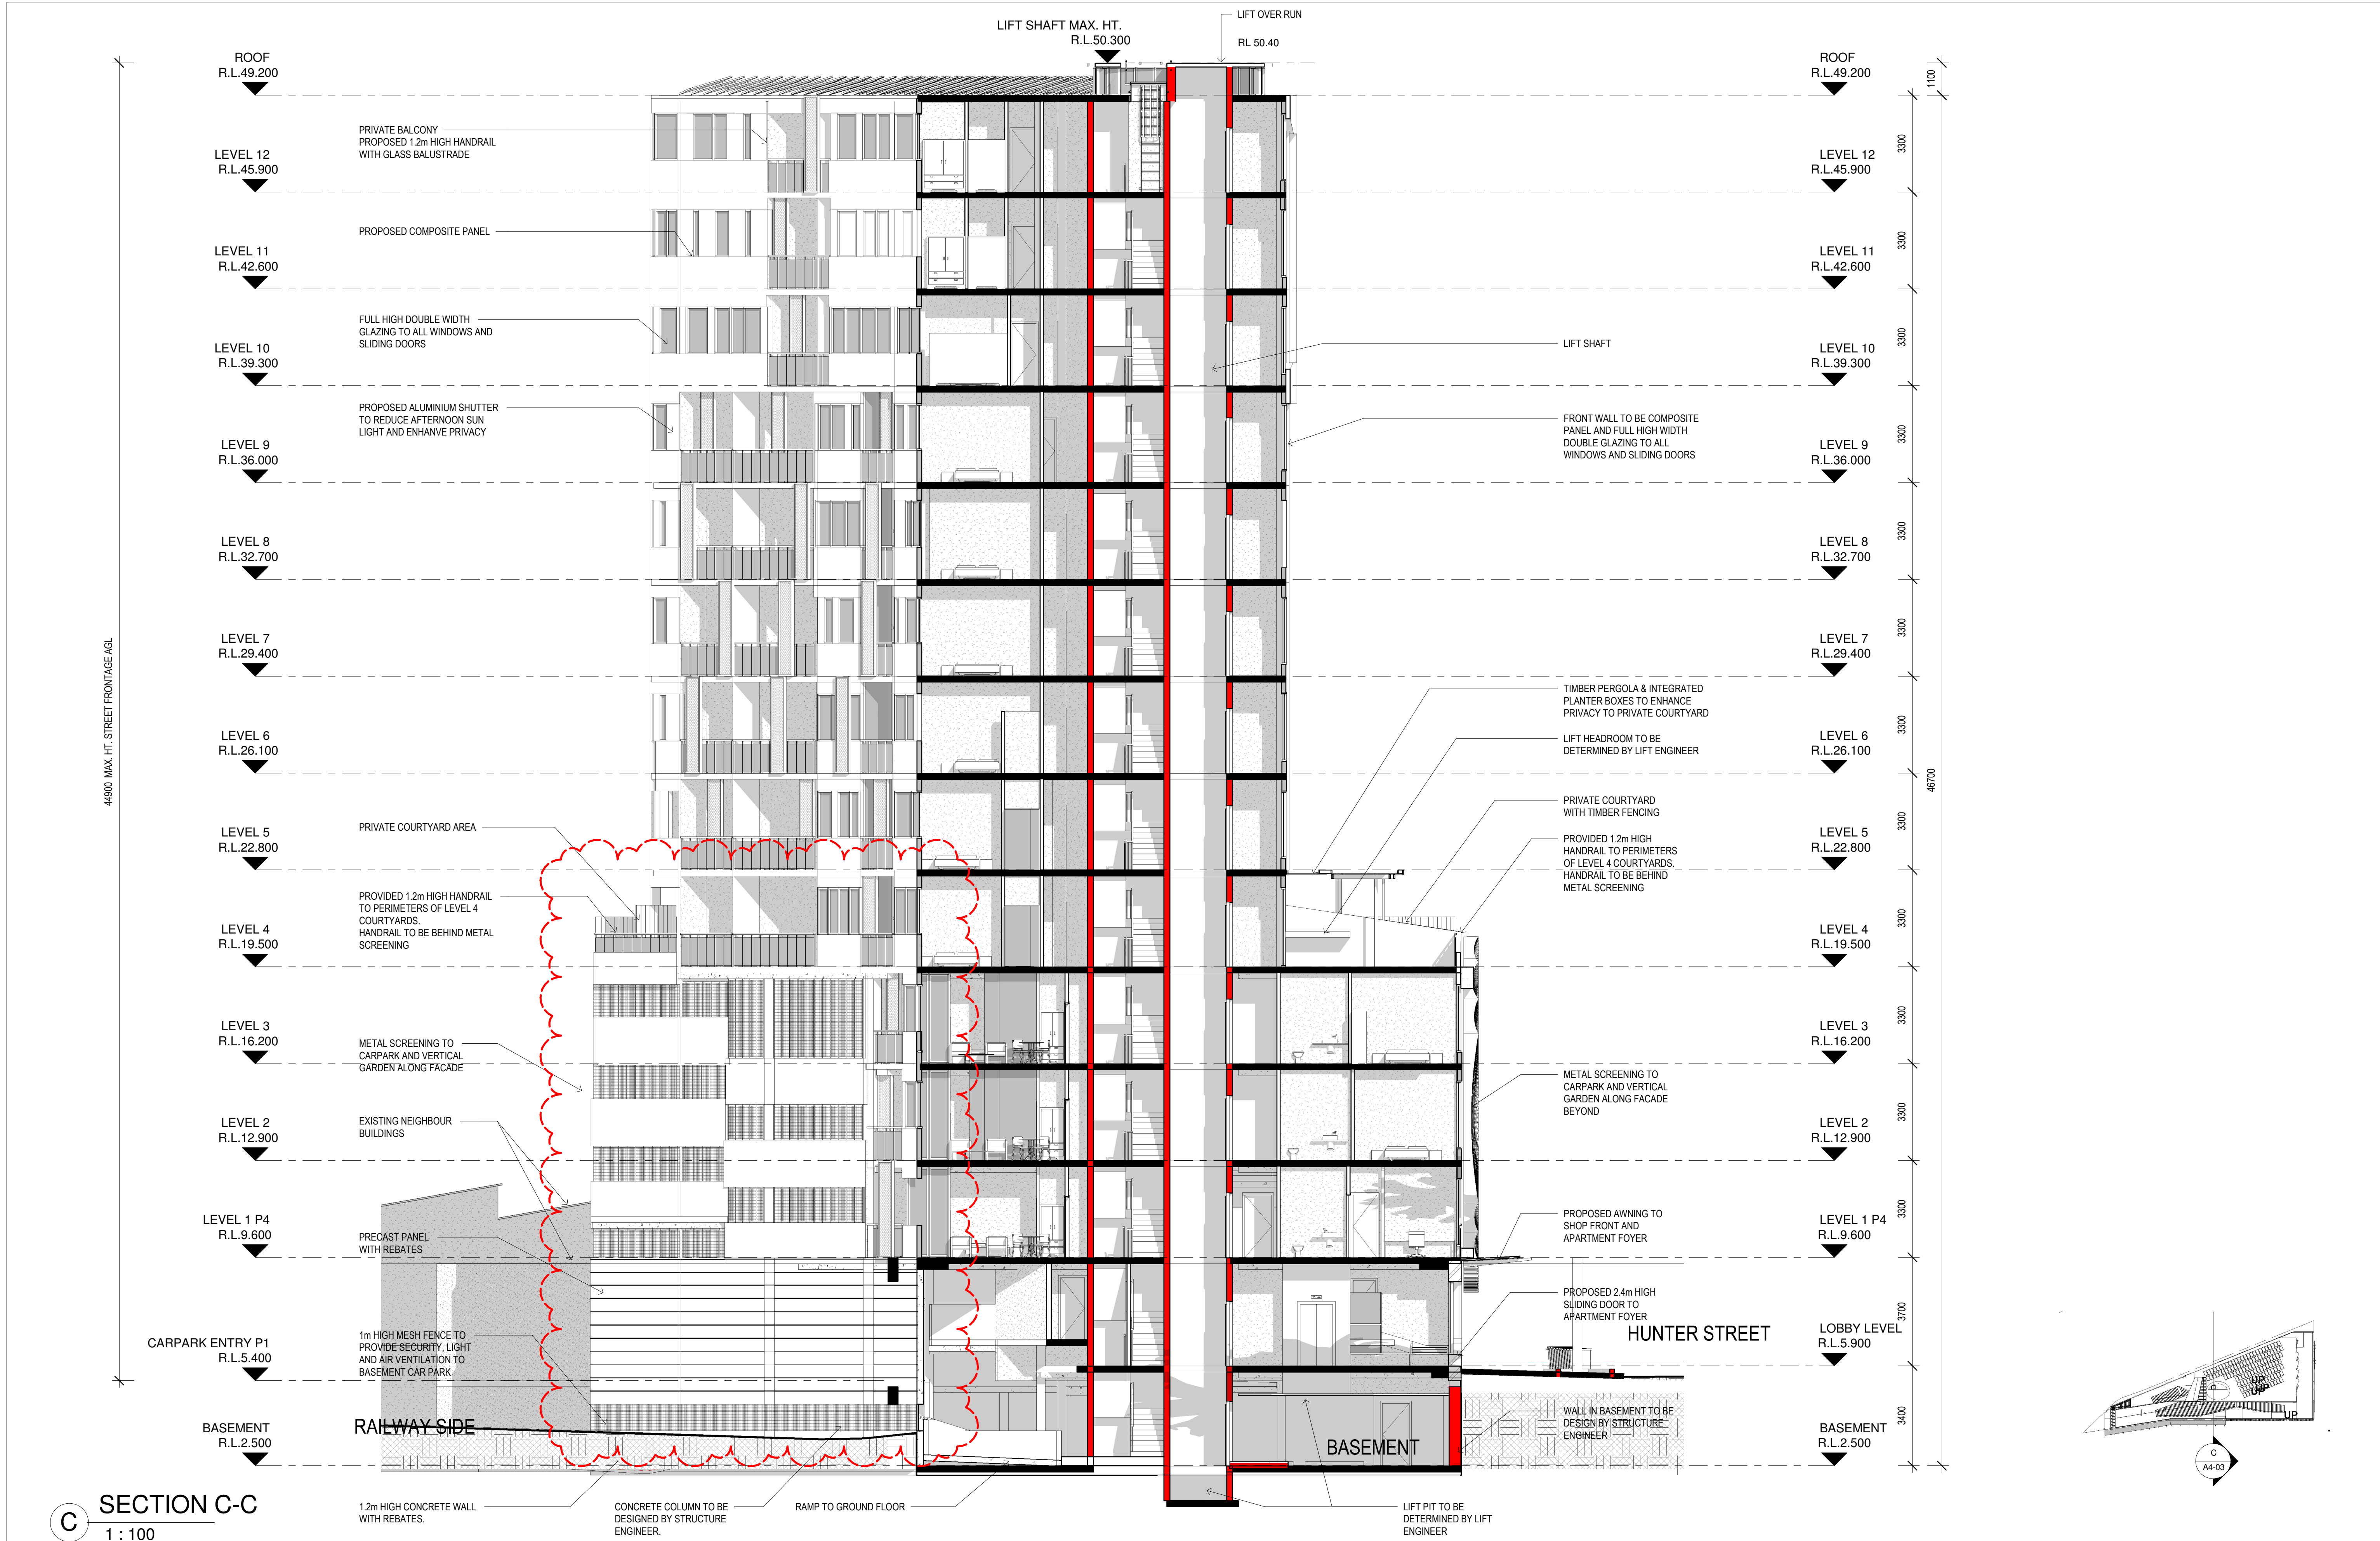 LIFT OVER RUN
RL 50.40
LIFT SHAFT MAX. HT.
R.L.50.300
ROOF
R.L.49.200
LEVEL 12
R.L.45.900
LEVEL 11
R.L.42.600
LEVEL 10
R.L.39.300
LEVEL 9
R.L.36.000
LEVEL 8
R.L.32.700
LEVEL 7
R.L.29.400
LEVEL 6
R.L.26.100
LEVEL 5
R.L.22.800
LEVEL 4
R.L.19.500
LEVEL 3
R.L.16.200
LEVEL 2
R.L.12.900
LEVEL 1 P4
R.L.9.600
CARPARK ENTRY P1
R.L.5.400
BASEMENT
R.L.2.500
44900 MAX. HT. STREET FRONTAGE AGL
PRIVATE BALCONY
PROPOSED 1.2m HIGH HANDRAIL
WITH GLASS BALUSTRADE
PROPOSED COMPOSITE PANEL
FULL HIGH DOUBLE WIDTH
GLAZING TO ALL WINDOWS AND
SLIDING DOORS
PROPOSED ALUMINIUM SHUTTER
TO REDUCE AFTERNOON SUN
LIGHT AND ENHANVE PRIVACY
PRIVATE COURTYARD AREA
PROVIDED 1.2m HIGH HANDRAIL
TO PERIMETERS OF LEVEL 4
COURTYARDS.
HANDRAIL TO BE BEHIND METAL
SCREENING
METAL SCREENING TO
CARPARK AND VERTICAL
GARDEN ALONG FACADE
EXISTING NEIGHBOUR
BUILDINGS
PRECAST PANEL
WITH REBATES
1m HIGH MESH FENCE TO
PROVIDE SECURITY, LIGHT
AND AIR VENTILATION TO
BASEMENT CAR PARK
RAILWAY SIDE
1.2m HIGH CONCRETE WALL
WITH REBATES.
CONCRETE COLUMN TO BE
DESIGNED BY STRUCTURE
ENGINEER.
RAMP TO GROUND FLOOR
LIFT PIT TO BE
DETERMINED BY LIFT
ENGINEER
BASEMENT
LIFT SHAFT
FRONT WALL TO BE COMPOSITE
PANEL AND FULL HIGH WIDTH
DOUBLE GLAZING TO ALL
WINDOWS AND SLIDING DOORS
TIMBER PERGOLA & INTEGRATED
PLANTER BOXES TO ENHANCE
PRIVACY TO PRIVATE COURTYARD
LIFT HEADROOM TO BE
DETERMINED BY LIFT ENGINEER
PRIVATE COURTYARD
WITH TIMBER FENCING
PROVIDED 1.2m HIGH
HANDRAIL TO PERIMETERS
OF LEVEL 4 COURTYARDS.
HANDRAIL TO BE BEHIND
METAL SCREENING
METAL SCREENING TO
CARPARK AND VERTICAL
GARDEN ALONG FACADE
BEYOND
PROPOSED AWNING TO
SHOP FRONT AND
APARTMENT FOYER
PROPOSED 2.4m HIGH
SLIDING DOOR TO
APARTMENT FOYER
HUNTER STREET
WALL IN BASEMENT TO BE
DESIGN BY STRUCTURE
ENGINEER
ROOF
R.L.49.200
LEVEL 12
R.L.45.900
LEVEL 11
R.L.42.600
LEVEL 10
R.L.39.300
LEVEL 9
R.L.36.000
LEVEL 8
R.L.32.700
LEVEL 7
R.L.29.400
LEVEL 6
R.L.26.100
LEVEL 5
R.L.22.800
LEVEL 4
R.L.19.500
LEVEL 3
R.L.16.200
LEVEL 2
R.L.12.900
LEVEL 1 P4
R.L.9.600
LOBBY LEVEL
R.L.5.900
BASEMENT
R.L.2.500
1100
3300
3300
3300
3300
3300
3300
3300
3300
3300
3300
3300
3300
3700
3400
46700
UP
UP
UP
UP
C
A4-03
C
SECTION C-C
1 : 100